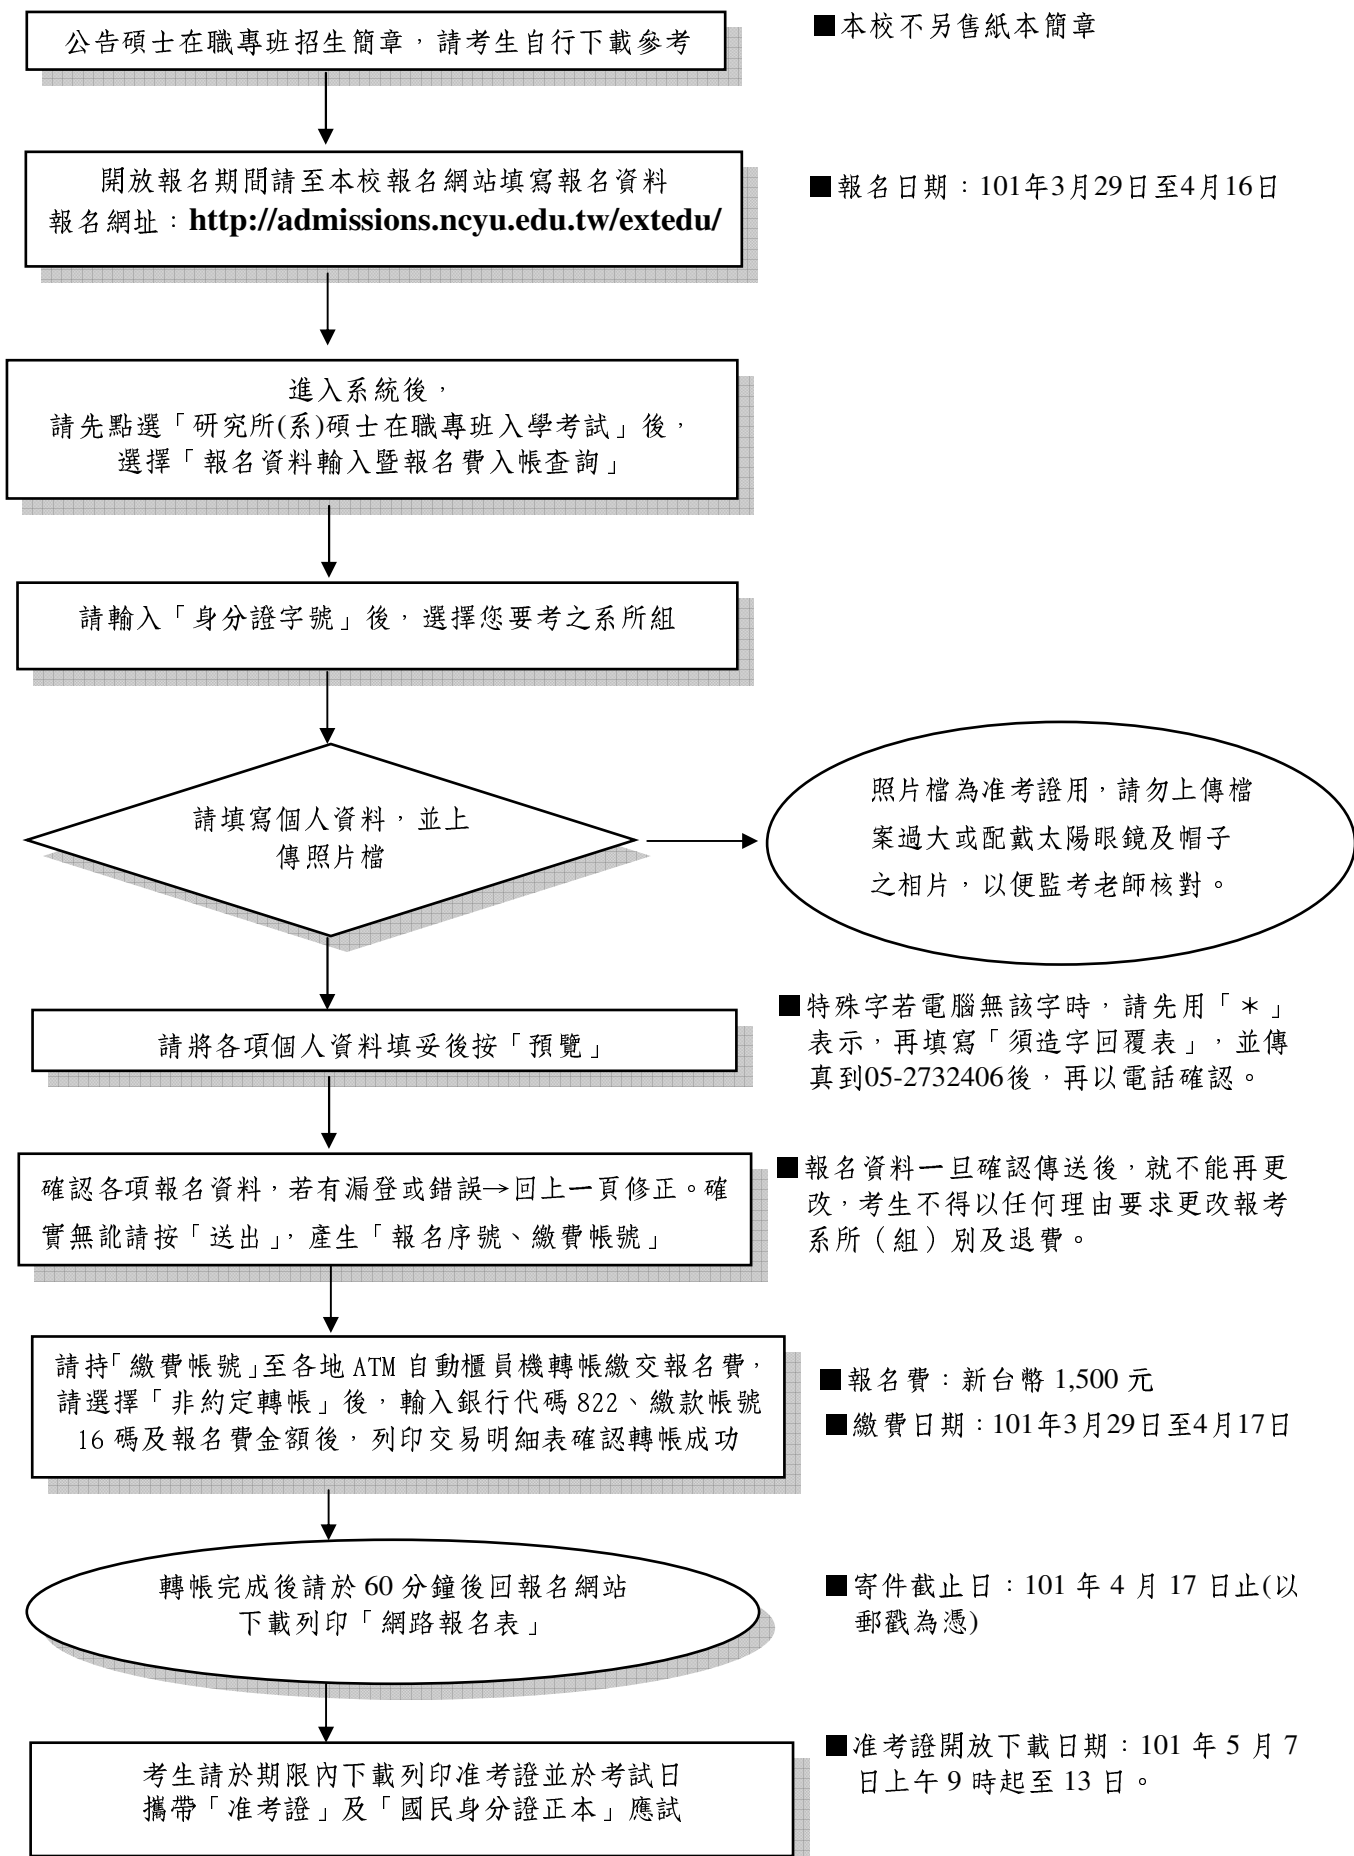 公告碩士在職專班招生簡章，請考生自行下載參考
■本校不另售紙本簡章
開放報名期間請至本校報名網站填寫報名資料
報名網址：http://admissions.ncyu.edu.tw/extedu/
■報名日期：101年3月29日至4月16日
進入系統後，
請先點選「研究所(系)碩士在職專班入學考試」後，
選擇「報名資料輸入暨報名費入帳查詢」
請輸入「身分證字號」後，選擇您要考之系所組
請填寫個人資料，並上
傳照片檔
照片檔為准考證用，請勿上傳檔
案過大或配戴太陽眼鏡及帽子
之相片，以便監考老師核對。
請將各項個人資料填妥後按「預覽」
■特殊字若電腦無該字時，請先用「＊」
表示，再填寫「須造字回覆表」，並傳
真到05-2732406後，再以電話確認。
確認各項報名資料，若有漏登或錯誤→回上一頁修正。確
實無訛請按「送出」，產生「報名序號、繳費帳號」
■報名資料一旦確認傳送後，就不能再更
改，考生不得以任何理由要求更改報考
系所（組）別及退費。
請持「繳費帳號」至各地 ATM 自動櫃員機轉帳繳交報名費，
請選擇「非約定轉帳」後，輸入銀行代碼 822、繳款帳號
16 碼及報名費金額後，列印交易明細表確認轉帳成功
■報名費：新台幣 1,500 元
■繳費日期：101年3月29日至4月17日
轉帳完成後請於 60 分鐘後回報名網站
下載列印「網路報名表」
■寄件截止日：101 年 4 月 17 日止(以
郵戳為憑)
考生請於期限內下載列印准考證並於考試日
攜帶「准考證」及「國民身分證正本」應試
■准考證開放下載日期：101 年 5 月 7
日上午 9 時起至 13 日。